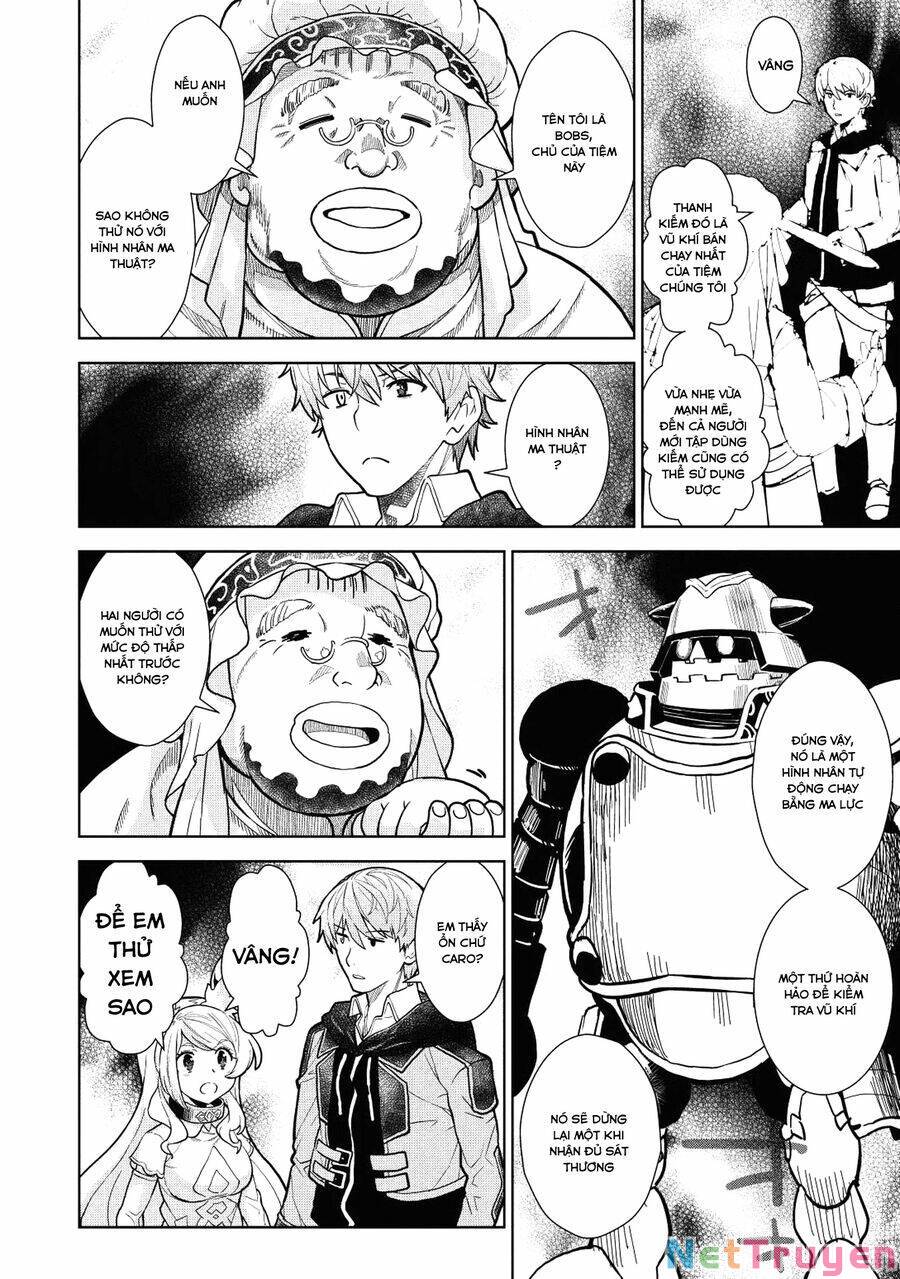 VÂNG
THANH
KIẾM ĐÓ LÀ
VŨ KHÍ BÁN
CHẠY NHẤT
CỦA TIỆM
CHÚNG TÔI
VỪA NHẸ VỪA
MẠNH MẼ,
ĐẾN CẢ NGƯỜI
MỚI TẬP DÙNG
KIẾM CŨNG CÓ
THỂ SỬ DỤNG
ĐƯỢC
TÊN TÔI LÀ
BOBS,
CHỦ CỦA TIỆM
NÀY
NẾU ANH
MUỐN
SAO KHÔNG
THỬ NÓ VỚI
HÌNH NHÂN MA
THUẬT?
HÌNH NHÂN
MA THUẬT
?
ĐÚNG VẬY,
NÓ LÀ MỘT
HÌNH NHÂN TỰ
ĐỘNG CHẠY
BẰNG MA LỰC
MỘT THỨ HOÀN
HẢO ĐỂ KIỂM
TRA VŨ KHÍ
NÓ SẼ DỪNG
LẠI MỘT KHI
NHẬN ĐỦ SÁT
THƯƠNG
HAI NGƯỜI CÓ
MUỐN THỬ VỚI
MỨC ĐỘ THẤP
NHẤT TRƯỚC
KHÔNG?
EM THẤY
ỔN CHỨ
CARO?
VÂNG!
ĐỂ EM
THỬ
XEM
SAO
NetTruyen